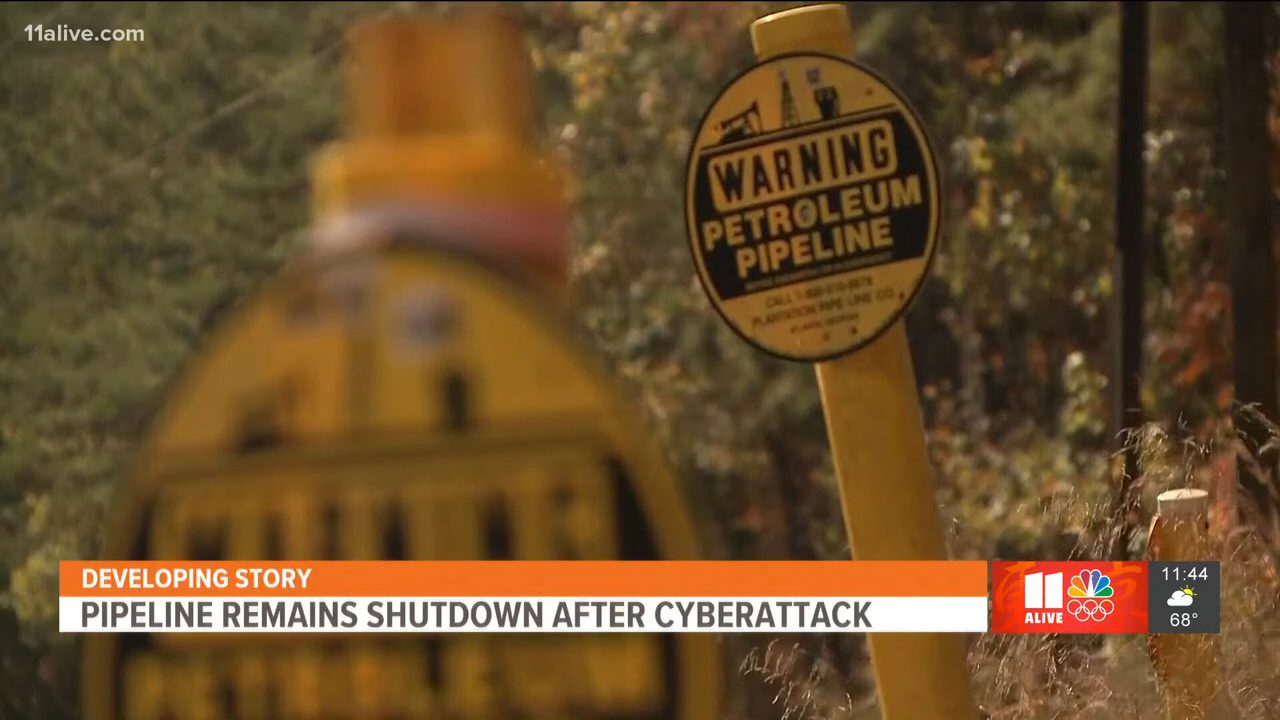 11alive.com
WARNING
PETROLEUM
PIPELINE
PLANTATION PIPE LINE CO.
DEVELOPING STORY
PIPELINE REMAINS SHUTDOWN AFTER CYBERATTACK
11
ALIVE
11:44
68°